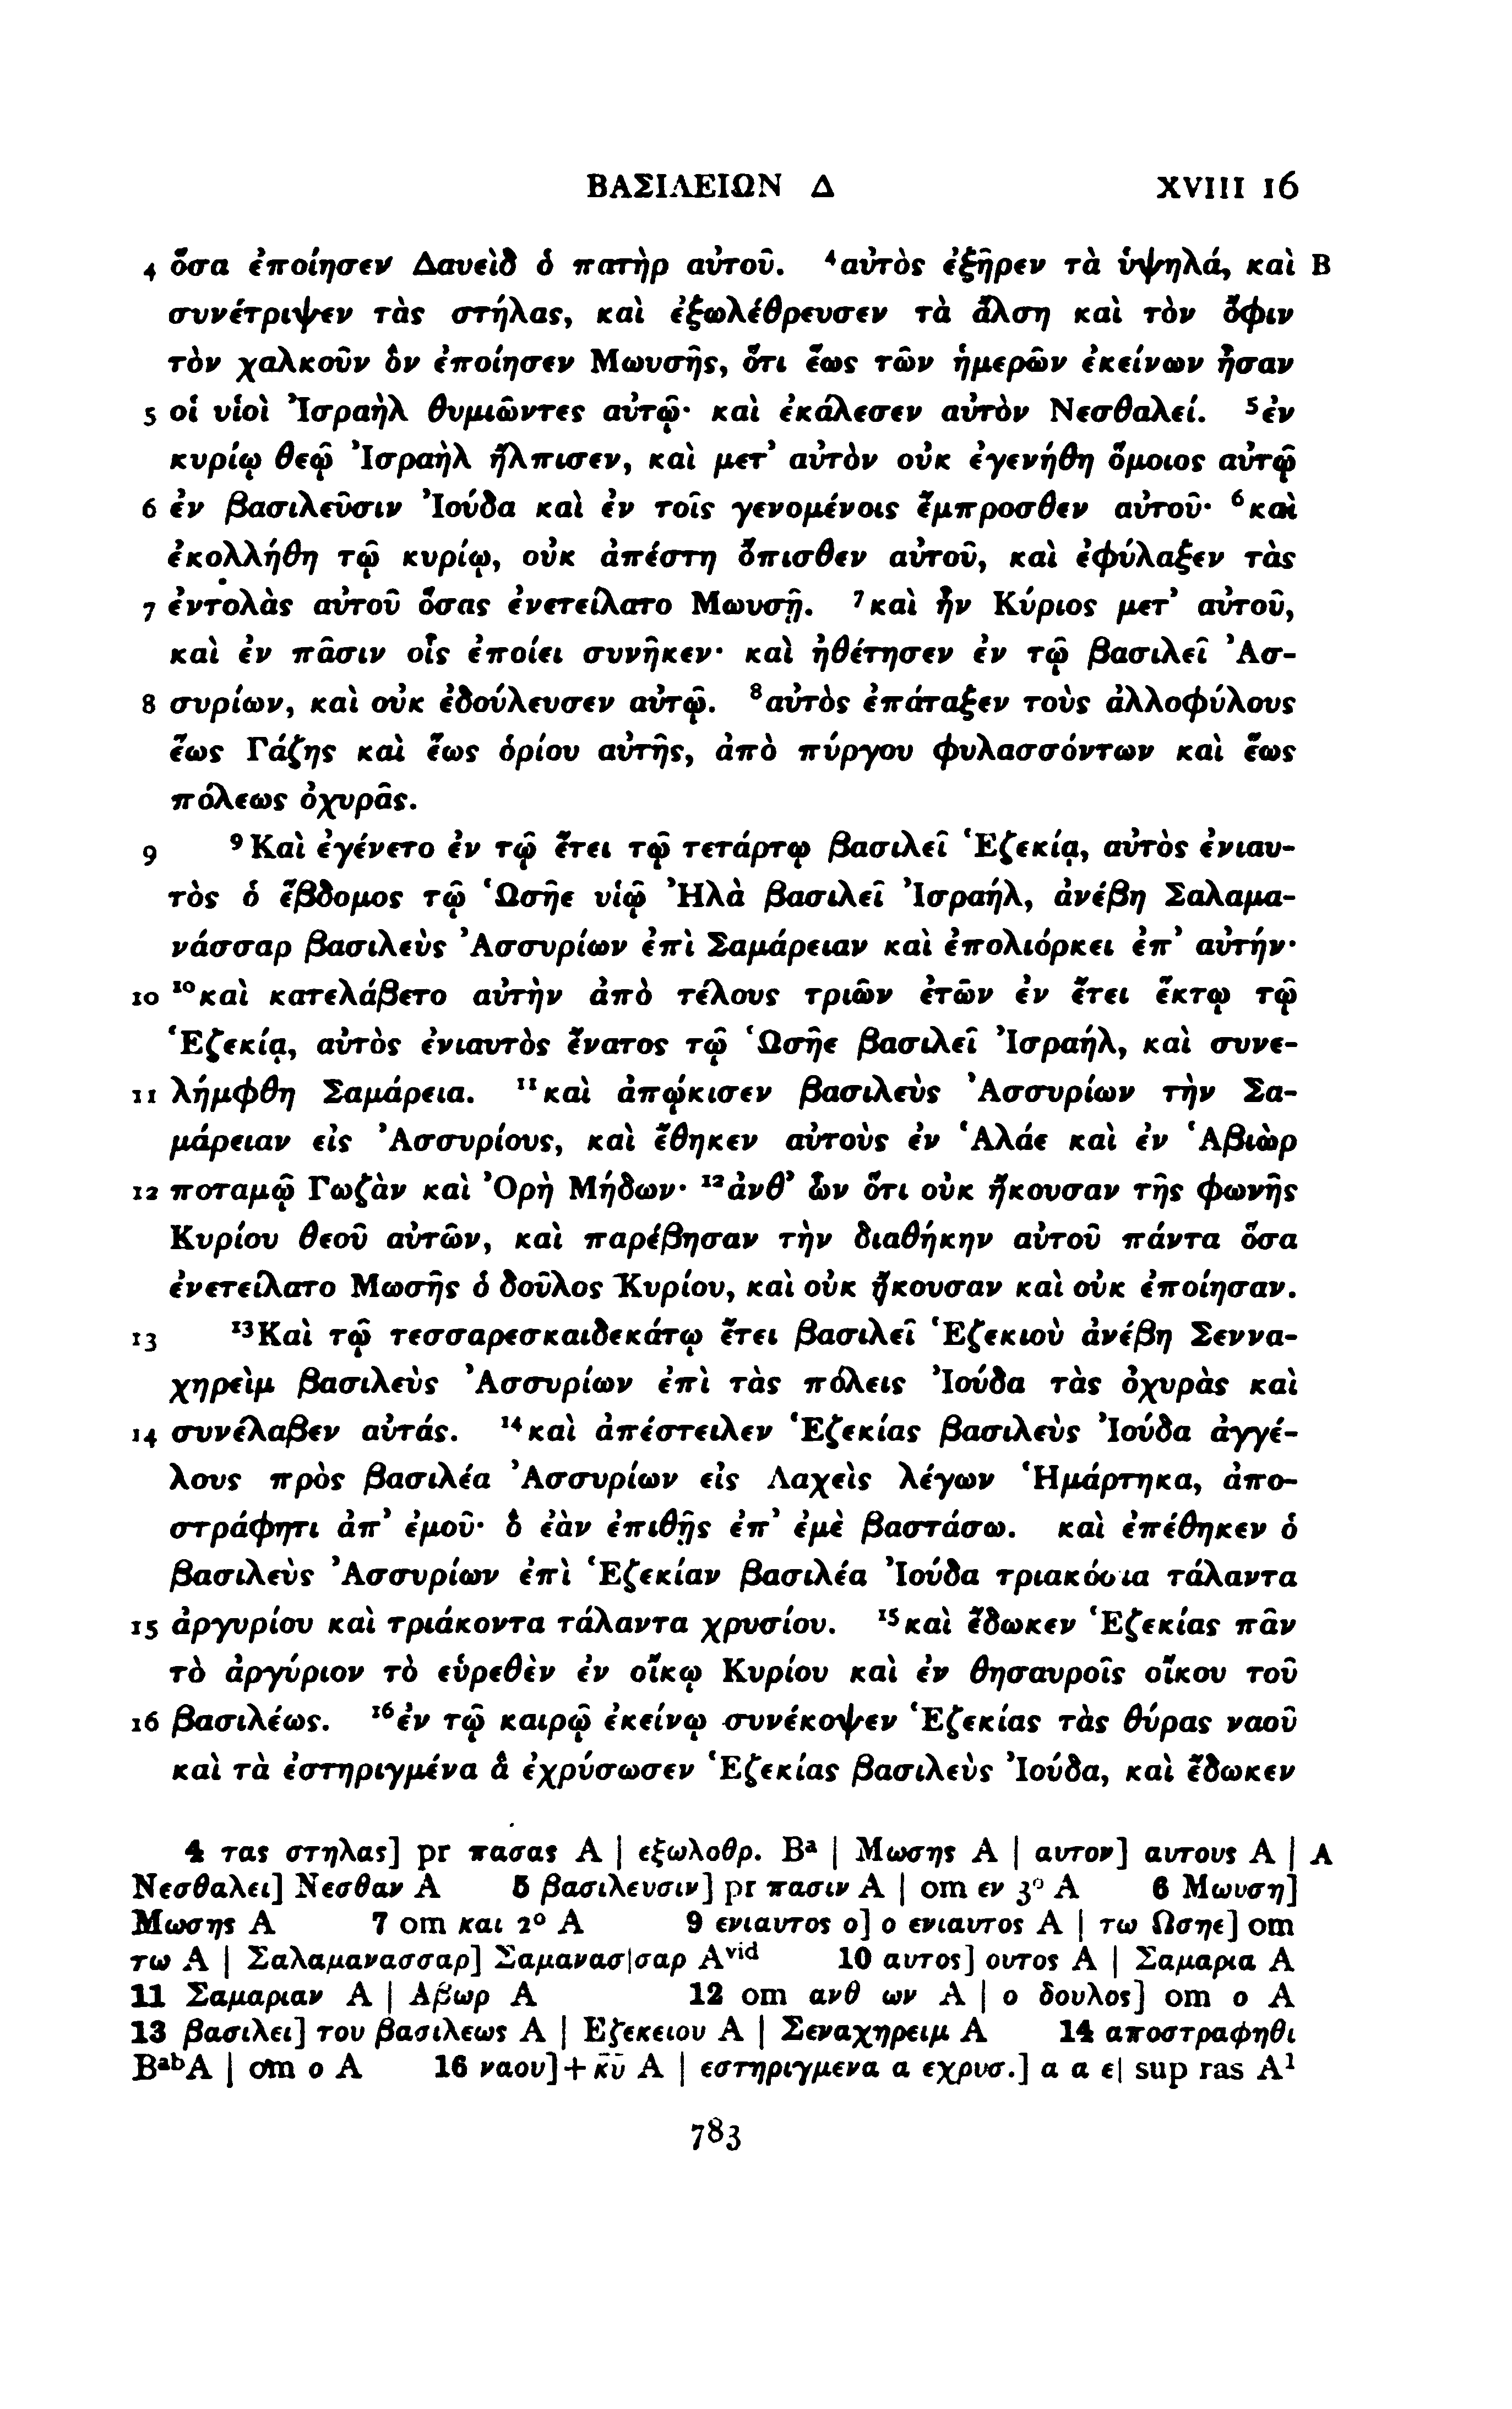 ΒΑΣΙΛΕΙΩΝ Δ XVIII 16
4 ὅσα ἐποίησεν Δαυεὶδ ὁ πατὴρ αὐτοῦ. ⁴αὐτὸς ἐξῆρεν τὰ ὑψηλά, καὶ B
συνέτριψεν τὰς στήλας, καὶ ἐξωλέθρευσεν τὰ ἄλση καὶ τὸν ὄφιν
τὸν χαλκοῦν ὃν ἐποίησεν Μωυσῆς, ὅτι ἕως τῶν ἡμερῶν ἐκείνων ἦσαν
5 οἱ υἱοὶ Ἰσραὴλ θυμιῶντες αὐτῷ· καὶ ἐκάλεσεν αὐτὸν Νεσθαλεί. ⁵ἐν
κυρίῳ θεῷ Ἰσραὴλ ἤλπισεν, καὶ μετ’ αὐτὸν οὐκ ἐγενήθη ὅμοιος αὐτῷ
6 ἐν βασιλεῦσιν Ἰούδα καὶ ἐν τοῖς γενομένοις ἔμπροσθεν αὐτοῦ· ⁶καὶ
ἐκολλήθη τῷ κυρίῳ, οὐκ ἀπέστη ὄπισθεν αὐτοῦ, καὶ ἐφύλαξεν τὰς
7 ἐντολὰς αὐτοῦ ὅσας ἐνετείλατο Μωυσῇ. ⁷καὶ ἦν Κύριος μετ’ αὐτοῦ,
καὶ ἐν πᾶσιν οἷς ἐποίει συνῆκεν· καὶ ἠθέτησεν ἐν τῷ βασιλεῖ Ἀσ-
8 συρίων, καὶ οὐκ ἐδούλευσεν αὐτῷ. ⁸αὐτὸς ἐπάταξεν τοὺς ἀλλοφύλους
ἕως Γάζης καὶ ἕως ὁρίου αὐτῆς, ἀπὸ πύργου φυλασσόντων καὶ ἕως
πόλεως ὀχυρᾶς.
9 ⁹Καὶ ἐγένετο ἐν τῷ ἔτει τῷ τετάρτῳ βασιλεῖ Ἑζεκίᾳ, αὐτὸς ἐνιαυ-
τὸς ὁ ἕβδομος τῷ Ὡσῆε υἱῷ Ἠλὰ βασιλεῖ Ἰσραήλ, ἀνέβη Σαλαμα-
νάσσαρ βασιλεὺς Ἀσσυρίων ἐπὶ Σαμάρειαν καὶ ἐπολιόρκει ἐπ’ αὐτήν·
10 ¹⁰καὶ κατελάβετο αὐτὴν ἀπὸ τέλους τριῶν ἐτῶν ἐν ἔτει ἕκτῳ τῷ
Ἑζεκίᾳ, αὐτὸς ἐνιαυτὸς ἔνατος τῷ Ὡσῆε βασιλεῖ Ἰσραήλ, καὶ συνε-
11 λήμφθη Σαμάρεια. ¹¹καὶ ἀπῴκισεν βασιλεὺς Ἀσσυρίων τὴν Σα-
μάρειαν εἰς Ἀσσυρίους, καὶ ἔθηκεν αὐτοὺς ἐν Ἁλάε καὶ ἐν Ἁβιὼρ
12 ποταμῷ Γωζὰν καὶ Ὀρὴ Μήδων· ¹²ἀνθ’ ὧν ὅτι οὐκ ἤκουσαν τῆς φωνῆς
Κυρίου θεοῦ αὐτῶν, καὶ παρέβησαν τὴν διαθήκην αὐτοῦ πάντα ὅσα
ἐνετείλατο Μωσῆς ὁ δοῦλος Κυρίου, καὶ οὐκ ἤκουσαν καὶ οὐκ ἐποίησαν.
13 ¹³Καὶ τῷ τεσσαρεσκαιδεκάτῳ ἔτει βασιλεῖ Ἑζεκιοὺ ἀνέβη Σεννα-
χηρεὶμ βασιλεὺς Ἀσσυρίων ἐπὶ τὰς πόλεις Ἰούδα τὰς ὀχυρὰς καὶ
14 συνέλαβεν αὐτάς. ¹⁴καὶ ἀπέστειλεν Ἑζεκίας βασιλεὺς Ἰούδα ἀγγέ-
λους πρὸς βασιλέα Ἀσσυρίων εἰς Λαχεὶς λέγων Ἡμάρτηκα, ἀπο-
στράφητι ἀπ’ ἐμοῦ· ὃ ἐὰν ἐπιθῇς ἐπ’ ἐμὲ βαστάσω. καὶ ἐπέθηκεν ὁ
βασιλεὺς Ἀσσυρίων ἐπὶ Ἑζεκίαν βασιλέα Ἰούδα τριακόσια τάλαντα
15 ἀργυρίου καὶ τριάκοντα τάλαντα χρυσίου. ¹⁵καὶ ἔδωκεν Ἑζεκίας πᾶν
τὸ ἀργύριον τὸ εὑρεθὲν ἐν οἴκῳ Κυρίου καὶ ἐν θησαυροῖς οἴκου τοῦ
16 βασιλέως. ¹⁶ἐν τῷ καιρῷ ἐκείνῳ συνέκοψεν Ἑζεκίας τὰς θύρας ναοῦ
καὶ τὰ ἐστηριγμένα ἃ ἐχρύσωσεν Ἑζεκίας βασιλεὺς Ἰούδα, καὶ ἔδωκεν
4 τας στηλας] pr πασας A | εξωλοθρ. Bᵃ | Μωσης A | αυτον] αυτους A | A
Νεσθαλει] Νεσθαν A 5 βασιλευσιν] pr πασιν A | om εν 3º A 6 Μωυση]
Μωσης A 7 om και 2º A 9 ενιαυτος ο] ο ενιαυτος A | τω Ωσηε] om
τω A | Σαλαμανασσαρ] Σαμανασ|σαρ Aᵛⁱᵈ 10 αυτος] ουτος A | Σαμαρια A
11 Σαμαριαν A | Αβωρ A 12 om ανθ ων A | ο δουλος] om ο A
13 βασιλει] του βασιλεως A | Εζεκειου A | Σεναχηρειμ A 14 αποστραφηθι
BᵃᵇA | om ο A 16 ναου]+κ̅υ̅ A | εστηριγμενα α εχρυσ.] α α ε| sup ras A¹
783